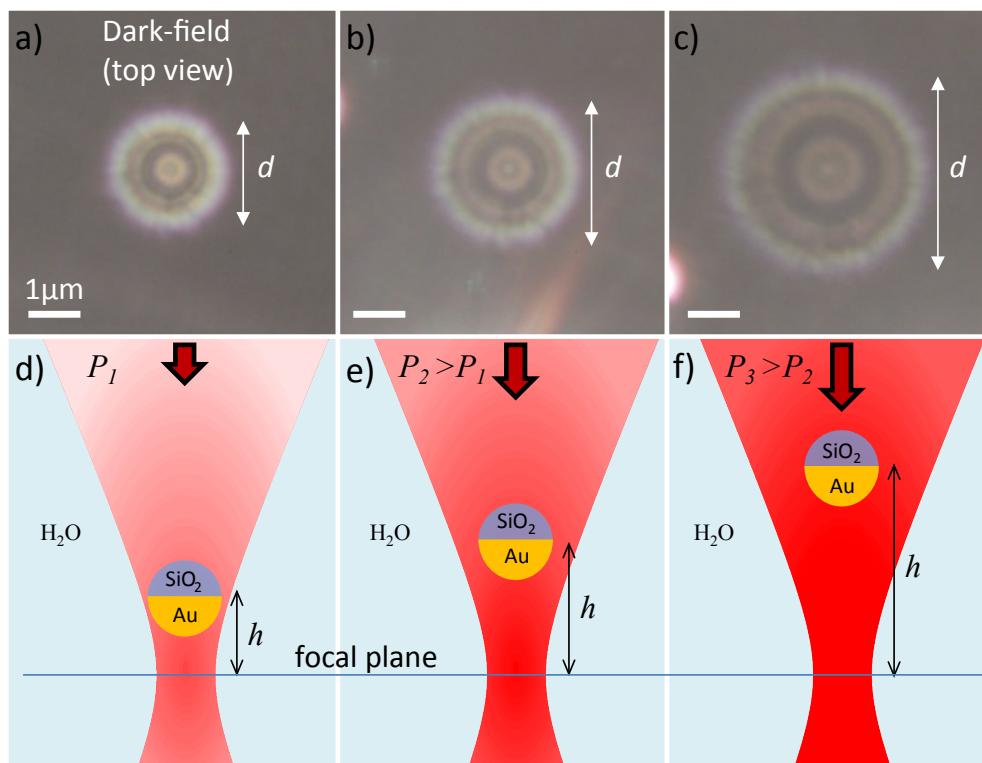 a)
Dark-field
(top view)
d
1μm
b)
d
c)
d
d)
P₁
SiO₂
Au
H₂O
h
e)
P₂ >P₁
SiO₂
Au
H₂O
h
f)
P₃ >P₂
SiO₂
Au
H₂O
h
focal plane